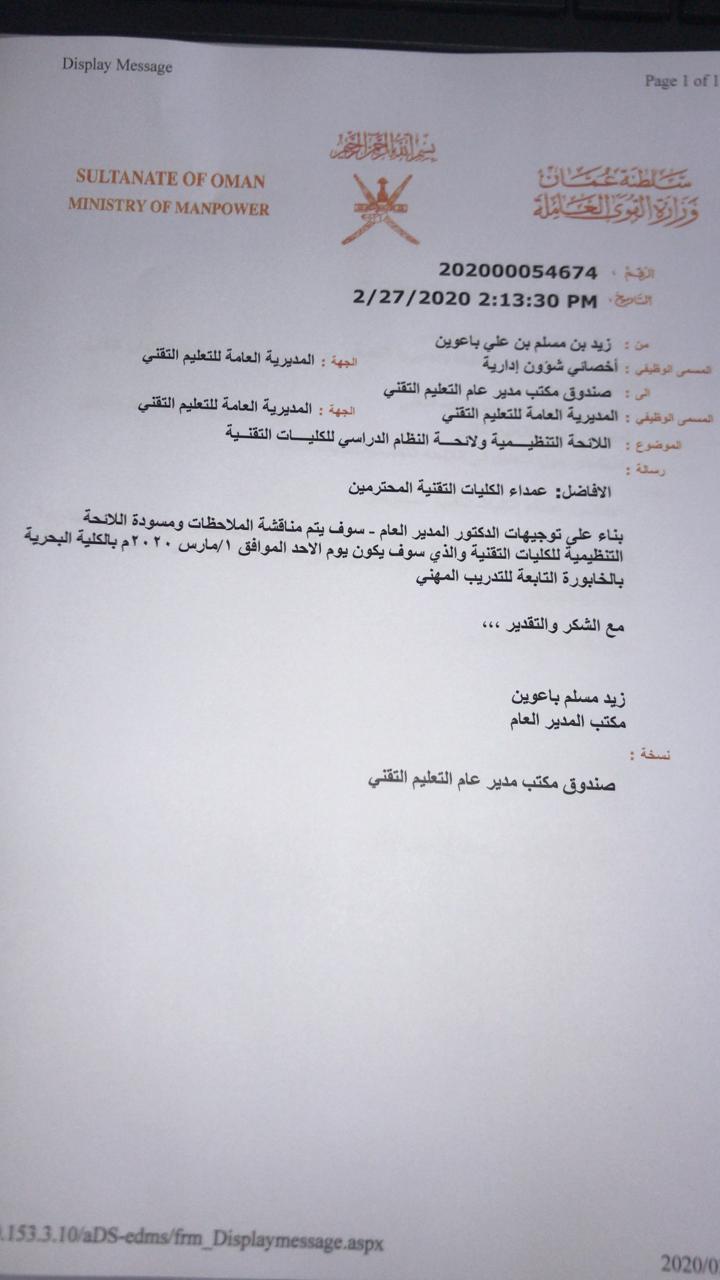 Display Message
Page 1 of 1
بسم الله الرحمن الرحيم
SULTANATE OF OMAN
MINISTRY OF MANPOWER
سلطنة عمان
وزارة القوى العاملة
الرقم : 202000054674
التاريخ : 2/27/2020 2:13:30 PM
من : زيد بن مسلم بن علي باعوين
المسمى الوظيفي : أخصائي شؤون إدارية الجهة : المديرية العامة للتعليم التقني
الى : صندوق مكتب مدير عام التعليم التقني
المسمى الوظيفي : المديرية العامة للتعليم التقني الجهة : المديرية العامة للتعليم التقني
الموضوع : اللائحة التنظيـــمية ولائحـــة النظام الدراسي للكليـــات التقنـــية
رسالة :
الافاضل: عمداء الكليات التقنية المحترمين
بناء على توجيهات الدكتور المدير العام - سوف يتم مناقشة الملاحظات ومسودة اللائحة
التنظيمية للكليات التقنية والذي سوف يكون يوم الاحد الموافق ١/مارس ٢٠٢٠م بالكلية البحرية
بالخابورة التابعة للتدريب المهني
مع الشكر والتقدير ،،،
زيد مسلم باعوين
مكتب المدير العام
نسخة :
صندوق مكتب مدير عام التعليم التقني
.153.3.10/aDS-edms/frm_Displaymessage.aspx
2020/0